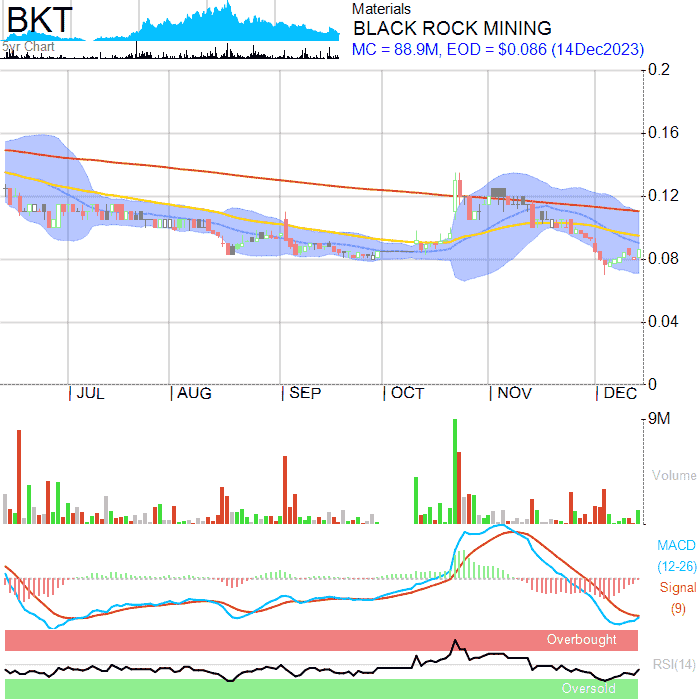 BKT
5yr Chart
Materials
BLACK ROCK MINING
MC = 88.9M, EOD = $0.086 (14Dec2023)
0.2
0.16
0.12
0.08
0.04
0
JUL
AUG
SEP
OCT
NOV
DEC
9M
Volume
MACD
(12-26)
Signal
(9)
Overbought
RSI(14)
Oversold